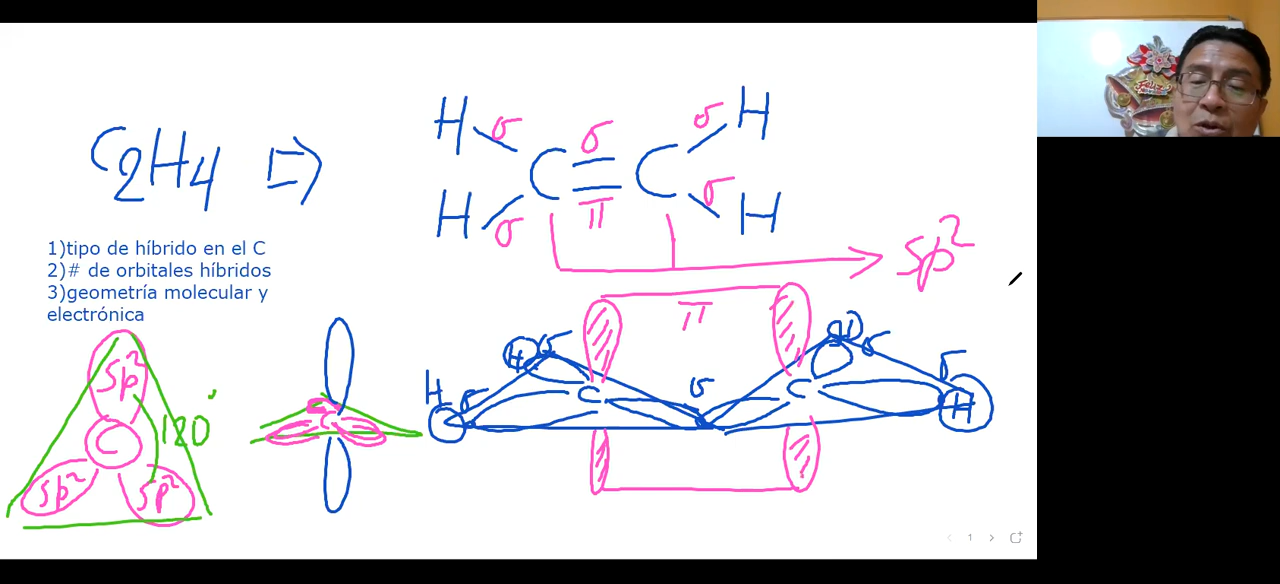 C2H4 ⇒
H σ C σ = π C σ H
H σ σ H
sp²
1)tipo de híbrido en el C
2)# de orbitales híbridos
3)geometría molecular y
electrónica
sp²
C
sp² sp²
120°
C
π
H σ H σ C σ C σ σ H
1